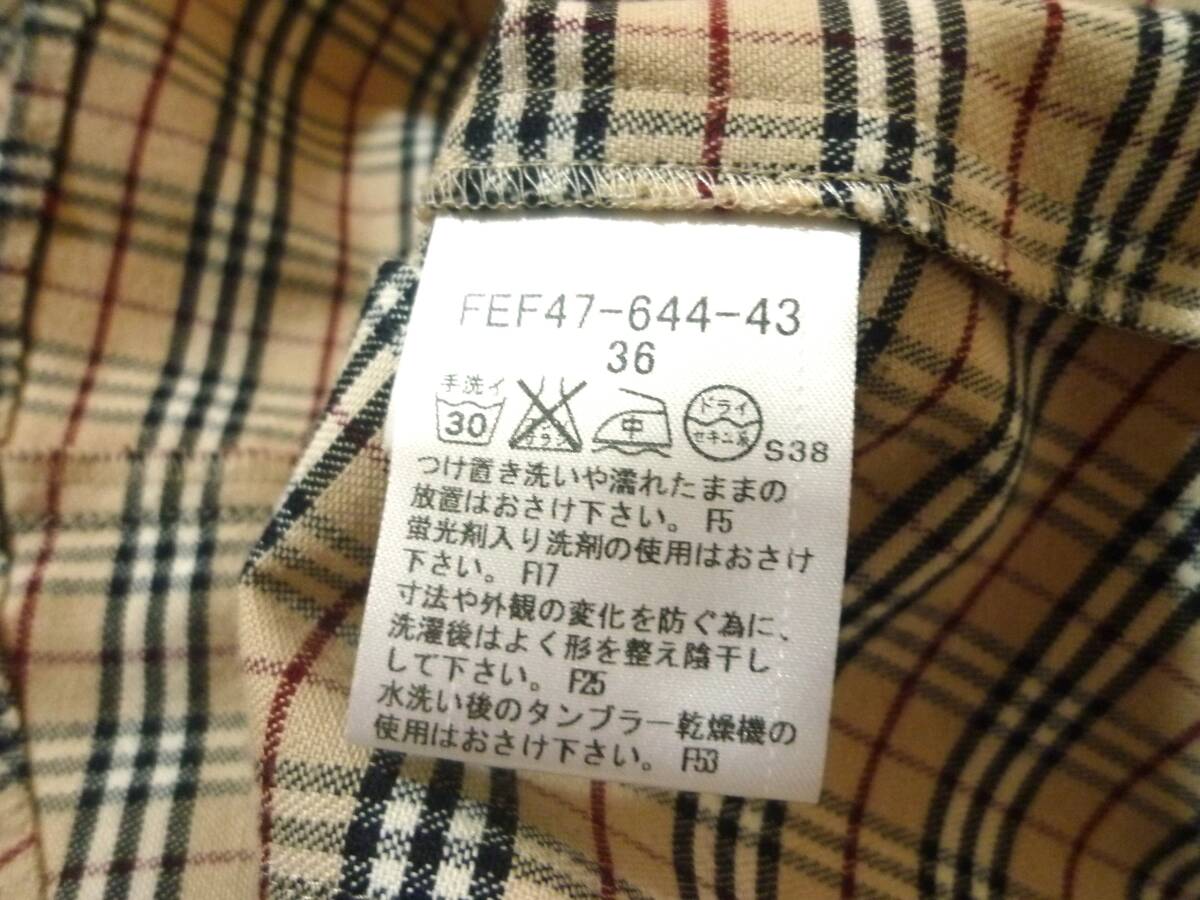 FEF47-644-43
36
手洗イ
30
エンソ
サラシ
中
ドライ
セキユ系
S38
つけ置き洗いや濡れたままの
放置はおさけ下さい。 F5
蛍光剤入り洗剤の使用はおさけ
下さい。 F17
寸法や外観の変化を防ぐ為に、
洗濯後はよく形を整え陰干し
して下さい。 F25
水洗い後のタンブラー乾燥機の
使用はおさけ下さい。 F53